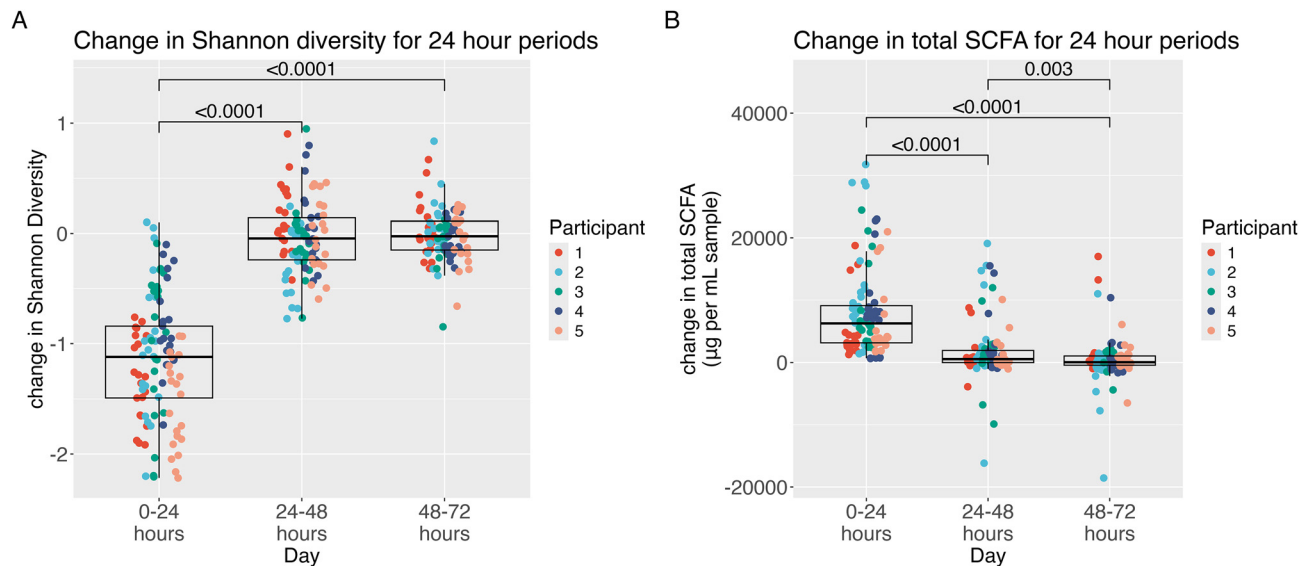 A
Change in Shannon diversity for 24 hour periods
<0.0001
<0.0001
change in Shannon Diversity
1
0
-1
-2
0-24
hours
24-48
hours
48-72
hours
Day
Participant
1
2
3
4
5
B
Change in total SCFA for 24 hour periods
0.003
<0.0001
<0.0001
change in total SCFA
(µg per mL sample)
40000
20000
0
-20000
0-24
hours
24-48
hours
48-72
hours
Day
Participant
1
2
3
4
5